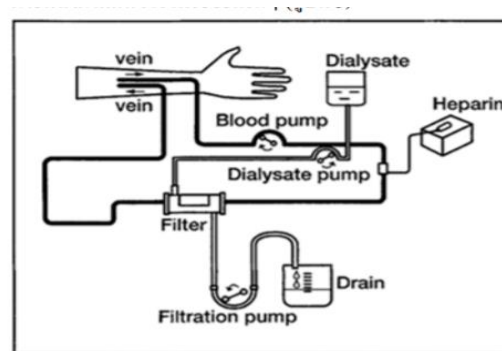 vein
vein
Dialysate
Heparin
Blood pump
Dialysate pump
Filter
Drain
Filtration pump